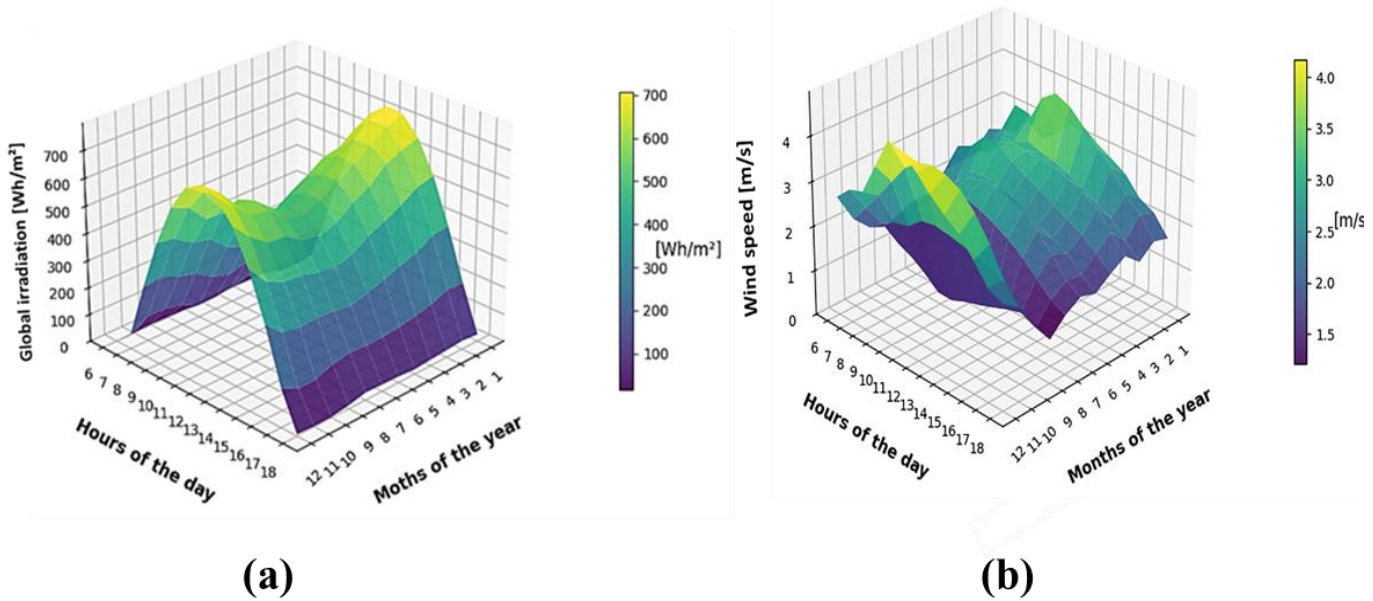 Global irradiation [Wh/m²]
700
600
500
400
300
200
100
0
6 7 8 9 10 11 12 13 14 15 16 17 18
Hours of the day
12 11 10 9 8 7 6 5 4 3 2 1
Moths of the year
700
600
500
400
300
200
100
[Wh/m²]
(a)
Wind speed [m/s]
4
3
2
1
0
6 7 8 9 10 11 12 13 14 15 16 17 18
Hours of the day
12 11 10 9 8 7 6 5 4 3 2 1
Months of the year
4.0
3.5
3.0
2.5
2.0
1.5
[m/s
(b)